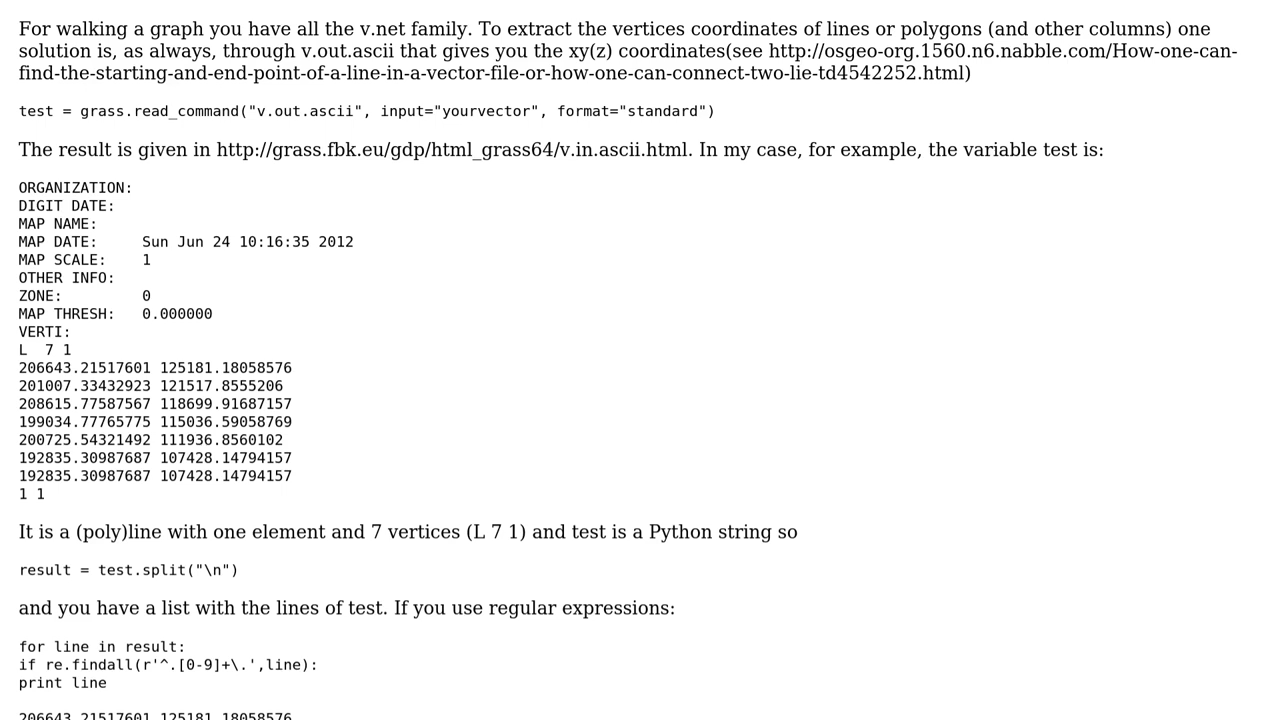 For walking a graph you have all the v.net family. To extract the vertices coordinates of lines or polygons (and other columns) one
solution is, as always, through v.out.ascii that gives you the xy(z) coordinates(see http://osgeo-org.1560.n6.nabble.com/How-one-can-
find-the-starting-and-end-point-of-a-line-in-a-vector-file-or-how-one-can-connect-two-lie-td4542252.html)
test = grass.read_command("v.out.ascii", input="yourvector", format="standard")
The result is given in http://grass.fbk.eu/gdp/html_grass64/v.in.ascii.html. In my case, for example, the variable test is:
ORGANIZATION:
DIGIT DATE:
MAP NAME:
MAP DATE:     Sun Jun 24 10:16:35 2012
MAP SCALE:    1
OTHER INFO:
ZONE:         0
MAP THRESH:   0.000000
VERTI:
L  7 1
206643.21517601 125181.18058576
201007.33432923 121517.8555206
208615.77587567 118699.91687157
199034.77765775 115036.59058769
200725.54321492 111936.8560102
192835.30987687 107428.14794157
192835.30987687 107428.14794157
1 1
It is a (poly)line with one element and 7 vertices (L 7 1) and test is a Python string so
result = test.split("\n")
and you have a list with the lines of test. If you use regular expressions:
for line in result:
if re.findall(r'^.[0-9]+\.',line):
print line
206643.21517601 125181.18058576